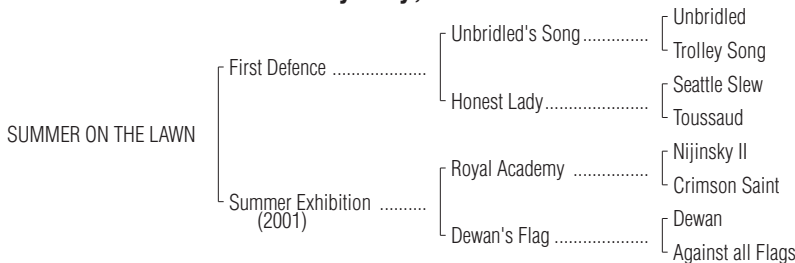 Unbridled
Unbridled's Song..............
Trolley Song
First Defence ....................
Seattle Slew
Honest Lady......................
Toussaud
SUMMER ON THE LAWN
Nijinsky II
Royal Academy ................
Crimson Saint
Summer Exhibition ..........
(2001)
Dewan
Dewan's Flag ....................
Against all Flags